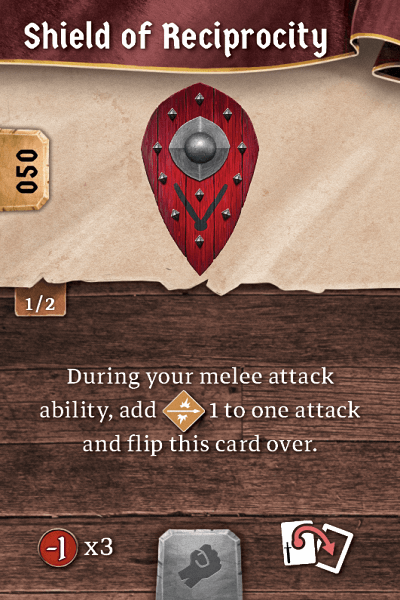 Shield of Reciprocity
050
1/2
During your melee attack
ability, add 1 to one attack
and flip this card over.
-1 x3